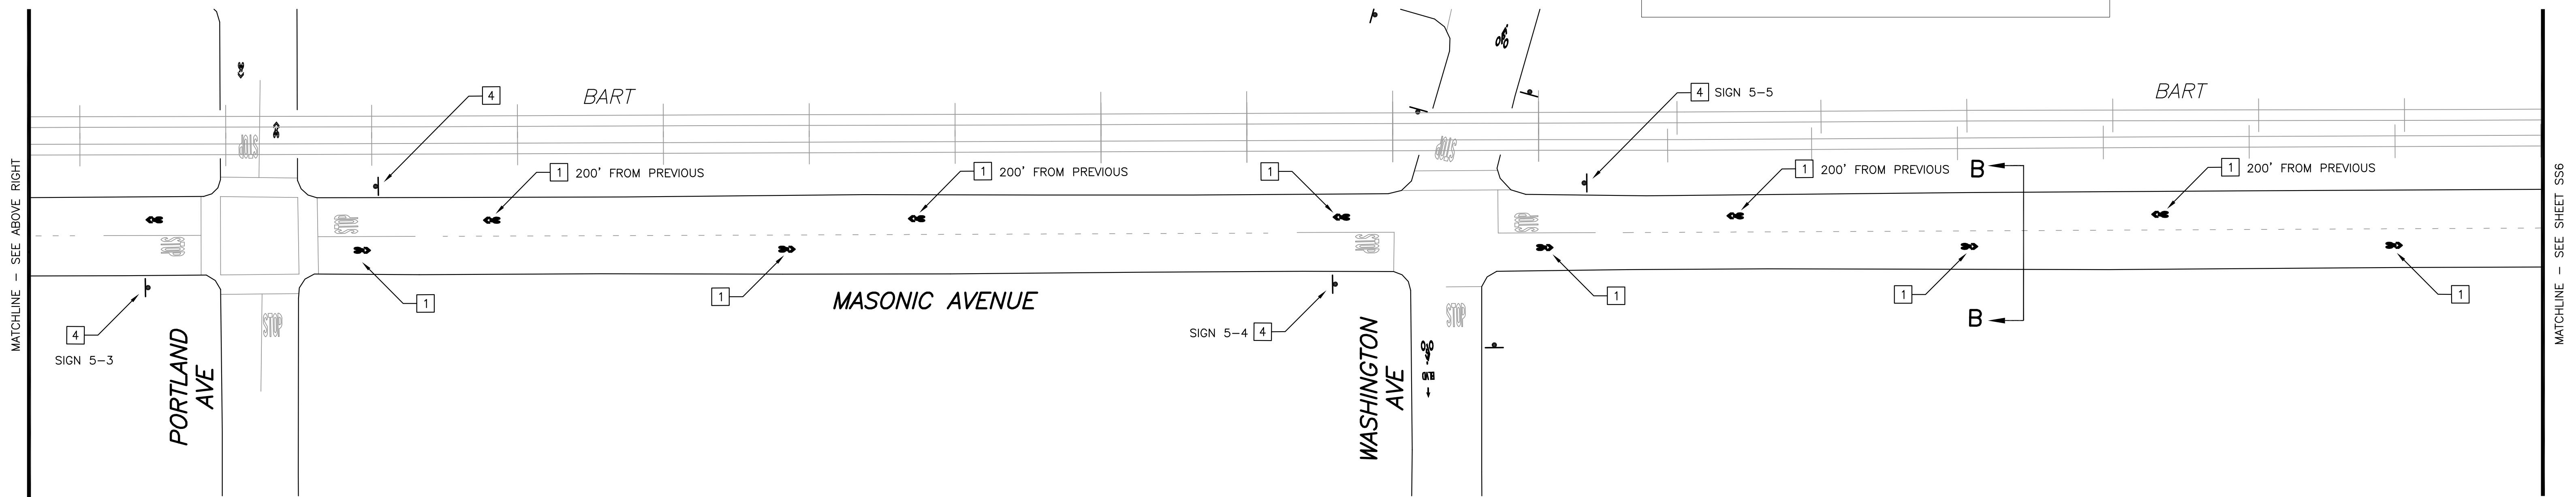 MATCHLINE – SEE ABOVE RIGHT
BART
4
4 SIGN 5-5
BART
STOP
STOP
1 200' FROM PREVIOUS
1 200' FROM PREVIOUS
1
1 200' FROM PREVIOUS
B
1 200' FROM PREVIOUS
STOP
STOP
STOP
STOP
4
SIGN 5-3
1
1
MASONIC AVENUE
SIGN 5-4 4
1
1
B
1
STOP
STOP
PORTLAND
AVE
WASHINGTON
AVE
BLVD
MATCHLINE – SEE SHEET SS6